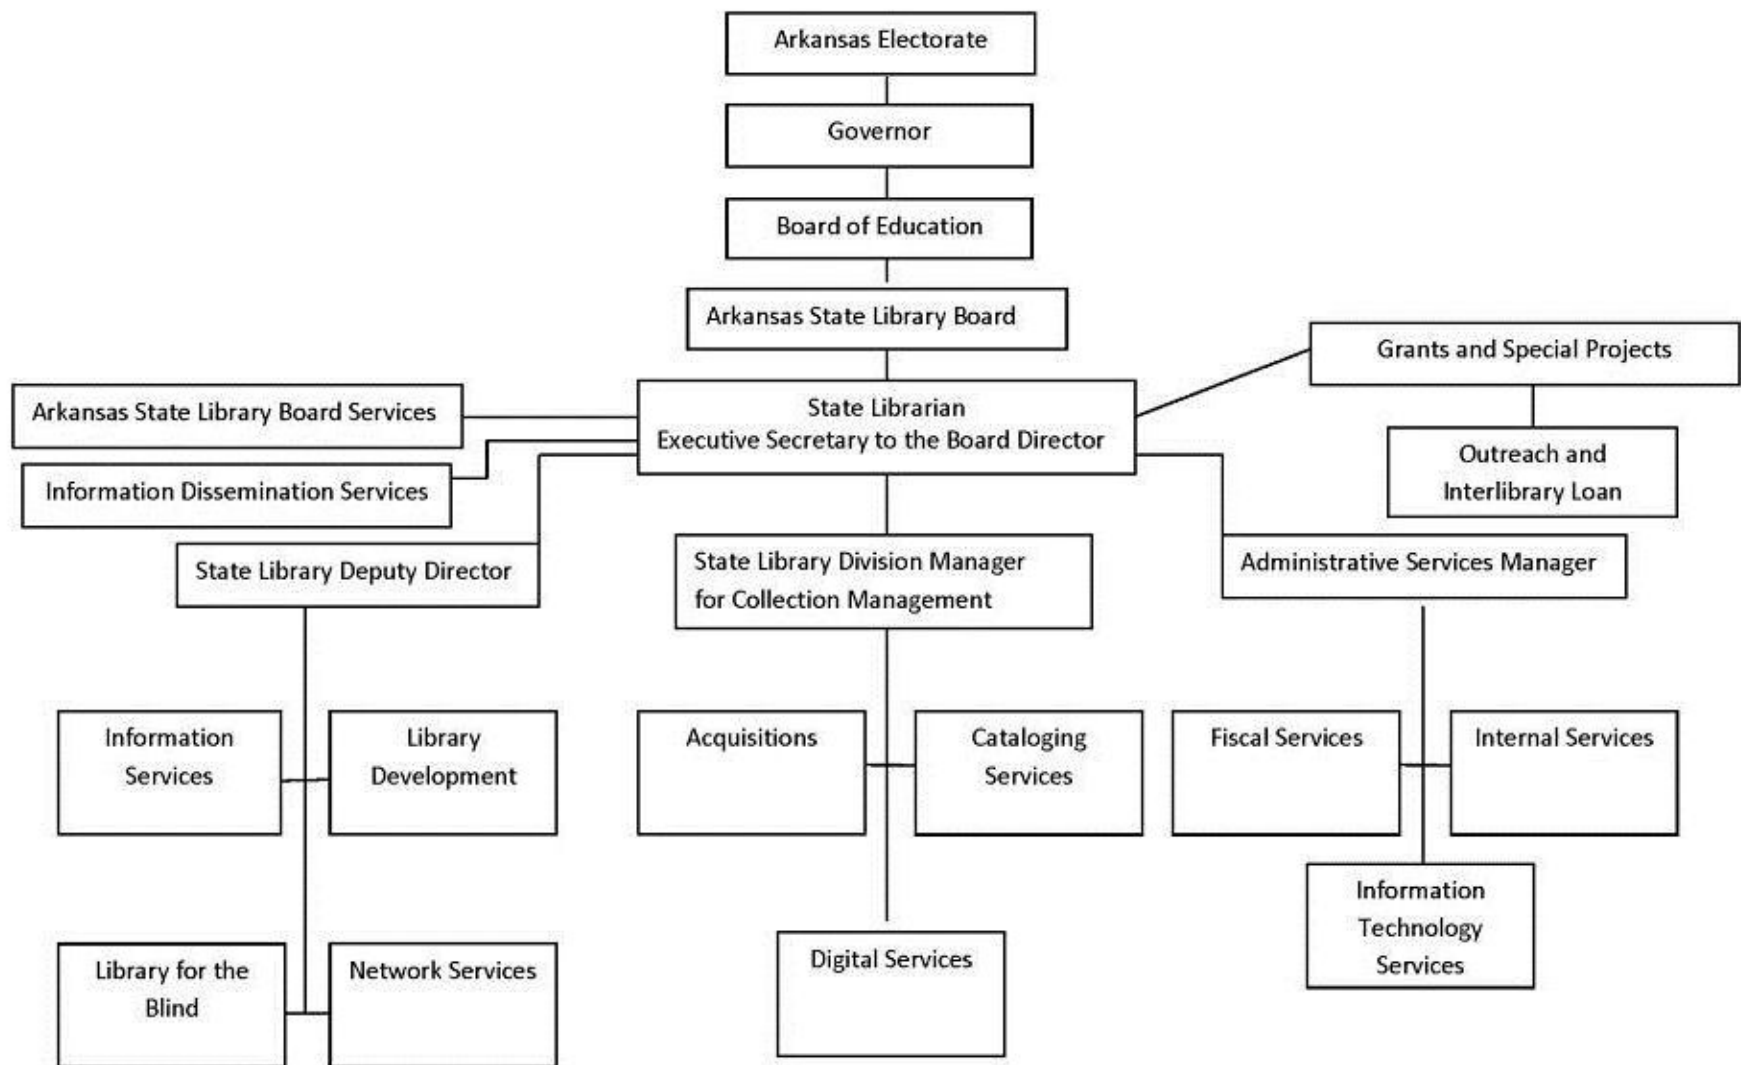 Arkansas Electorate
Governor
Board of Education
Arkansas State Library Board
Grants and Special Projects
Arkansas State Library Board Services
State Librarian
Executive Secretary to the Board Director
Outreach and
Interlibrary Loan
Information Dissemination Services
State Library Deputy Director
State Library Division Manager
for Collection Management
Administrative Services Manager
Information
Services
Library
Development
Acquisitions
Cataloging
Services
Fiscal Services
Internal Services
Information
Technology
Services
Library for the
Blind
Network Services
Digital Services